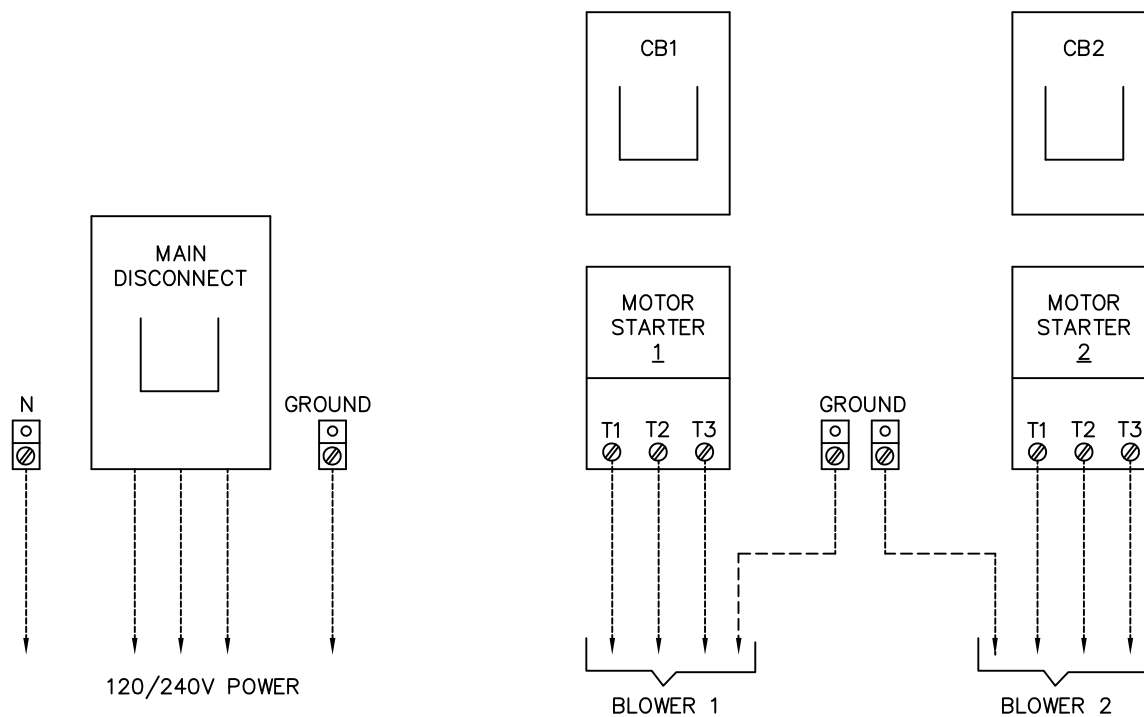 CB1
CB2
MAIN
DISCONNECT
MOTOR
STARTER
1
MOTOR
STARTER
2
N
GROUND
GROUND
T1 T2 T3
T1 T2 T3
120/240V POWER
BLOWER 1
BLOWER 2